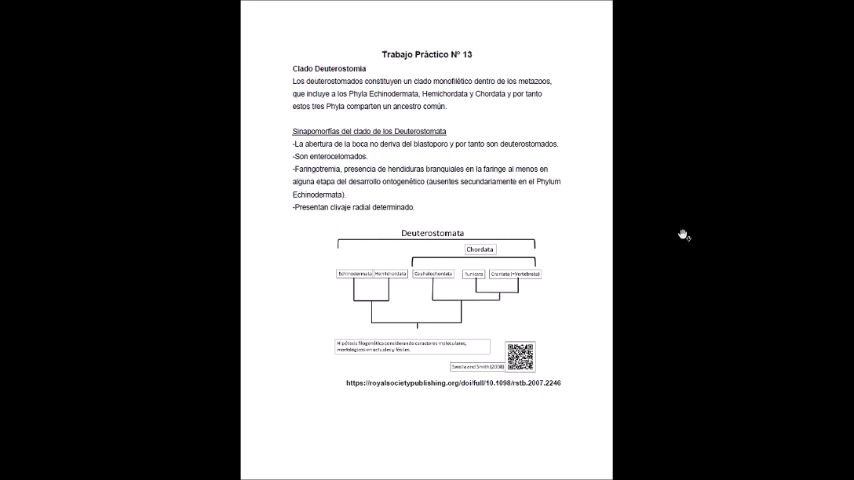 Trabajo Práctico Nº 13
Clado Deuterostomia
Los deuterostomados constituyen un clado monofilético dentro de los metazoos,
que incluye a los Phyla Echinodermata, Hemichordata y Chordata y por tanto
estos tres Phyla comparten un ancestro común.
Sinapomorfías del clado de los Deuterostomata
-La abertura de la boca no deriva del blastoporo y por tanto son deuterostomados.
-Son enterocelomados.
-Faringotremia, presencia de hendiduras branquiales en la faringe al menos en
alguna etapa del desarrollo ontogenético (ausentes secundariamente en el Phylum
Echinodermata).
-Presentan clivaje radial determinado.
Deuterostomata
Chordata
Echinodermata Hemichordata Cephalochordata Tunicata Craniata (=Vertebrata)
Hipótesis filogenética considerando caracteres moleculares,
morfológicos en actuales y fósiles.
Swalla and Smith (2008)
https://royalsocietypublishing.org/doi/full/10.1098/rstb.2007.2246